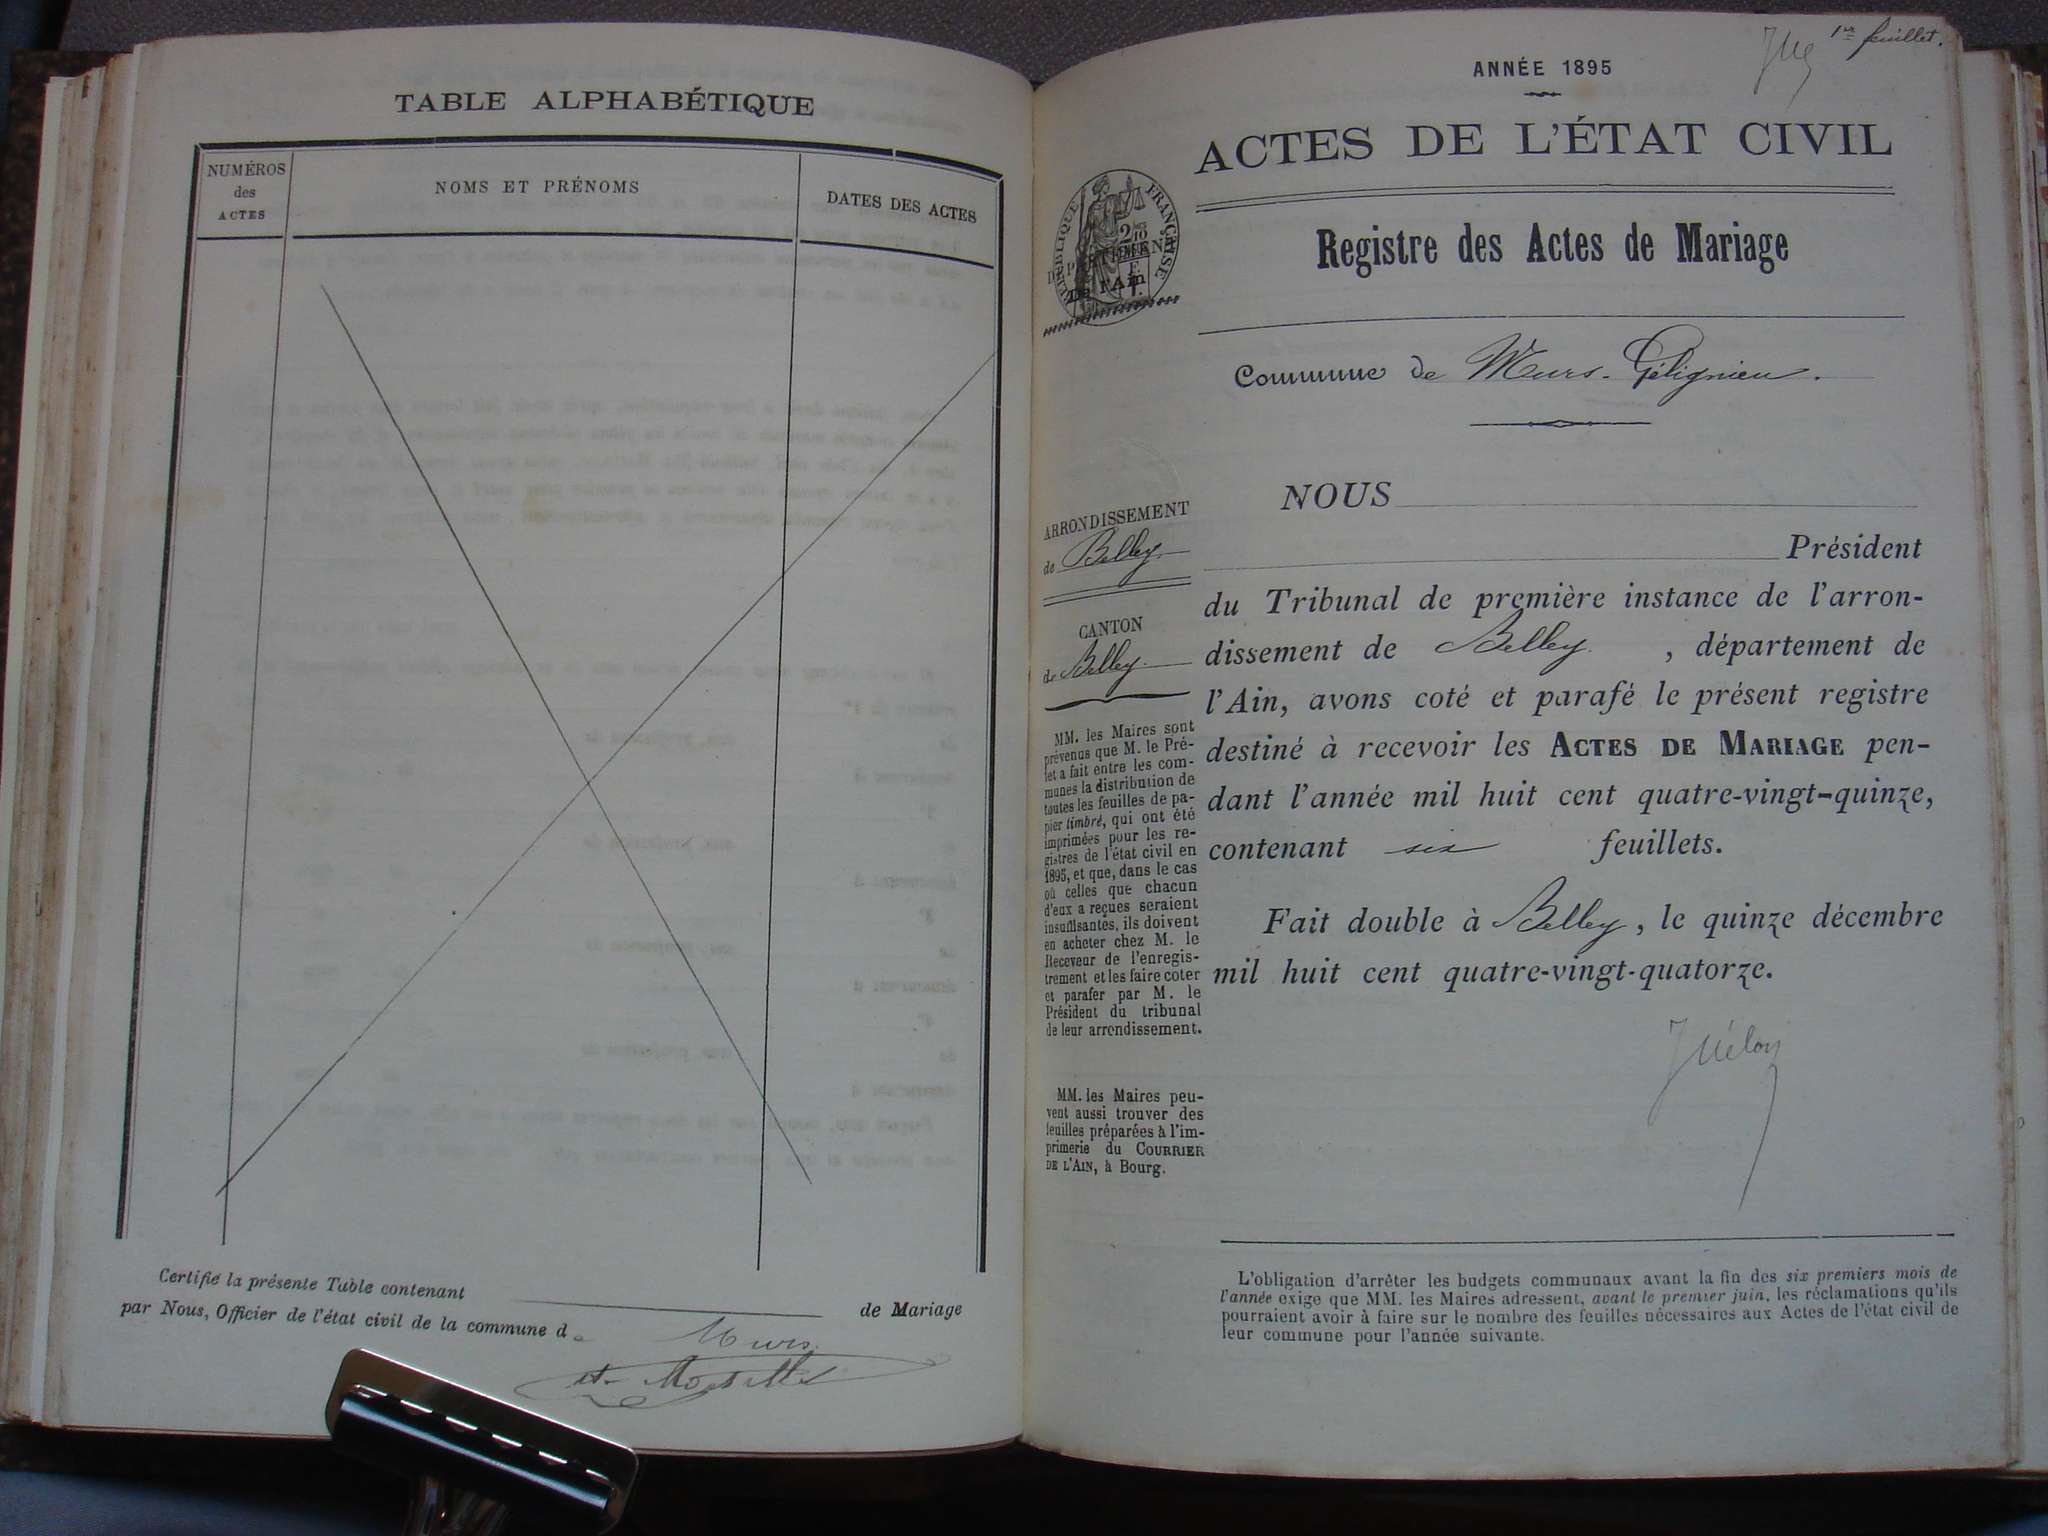 TABLE ALPHABÉTIQUE
NUMÉROS
des
ACTES
NOMS ET PRÉNOMS
DATES DES ACTES
Certifié la présente Table contenant de Mariage
par Nous, Officier de l'état civil de la commune de Murs
1er feuillet.
ANNÉE 1895
ACTES DE L'ÉTAT CIVIL
RÉPUBLIQUE FRANÇAISE
DÉPARTEMENT
De l'Ain
Registre des Actes de Mariage
Commune de Murs-Gélignieu.
ARRONDISSEMENT
de Belley
CANTON
de Belley
MM. les Maires sont
prévenus que M. le Pré-
fet a fait entre les com-
munes la distribution de
toutes les feuilles de pa-
pier timbré, qui ont été
imprimées pour les re-
gistres de l'état civil en
1895, et que, dans le cas
où celles que chacun
d'eux a reçues seraient
insuffisantes, ils doivent
en acheter chez M. le
Receveur de l'enregis-
trement et les faire coter
et parafer par M. le
Président du tribunal
de leur arrondissement.
MM. les Maires peu-
vent aussi trouver des
feuilles préparées à l'im-
primerie du COURRIER
DE L'AIN, à Bourg.
NOUS
Président
du Tribunal de première instance de l'arron-
dissement de Belley, département de
l'Ain, avons coté et parafé le présent registre
destiné à recevoir les ACTES DE MARIAGE pen-
dant l'année mil huit cent quatre-vingt-quinze,
contenant six feuillets.
Fait double à Belley, le quinze décembre
mil huit cent quatre-vingt-quatorze.
L'obligation d'arrêter les budgets communaux avant la fin des six premiers mois de
l'année exige que MM. les Maires adressent, avant le premier juin, les réclamations qu'ils
pourraient avoir à faire sur le nombre des feuilles nécessaires aux Actes de l'état civil de
leur commune pour l'année suivante.